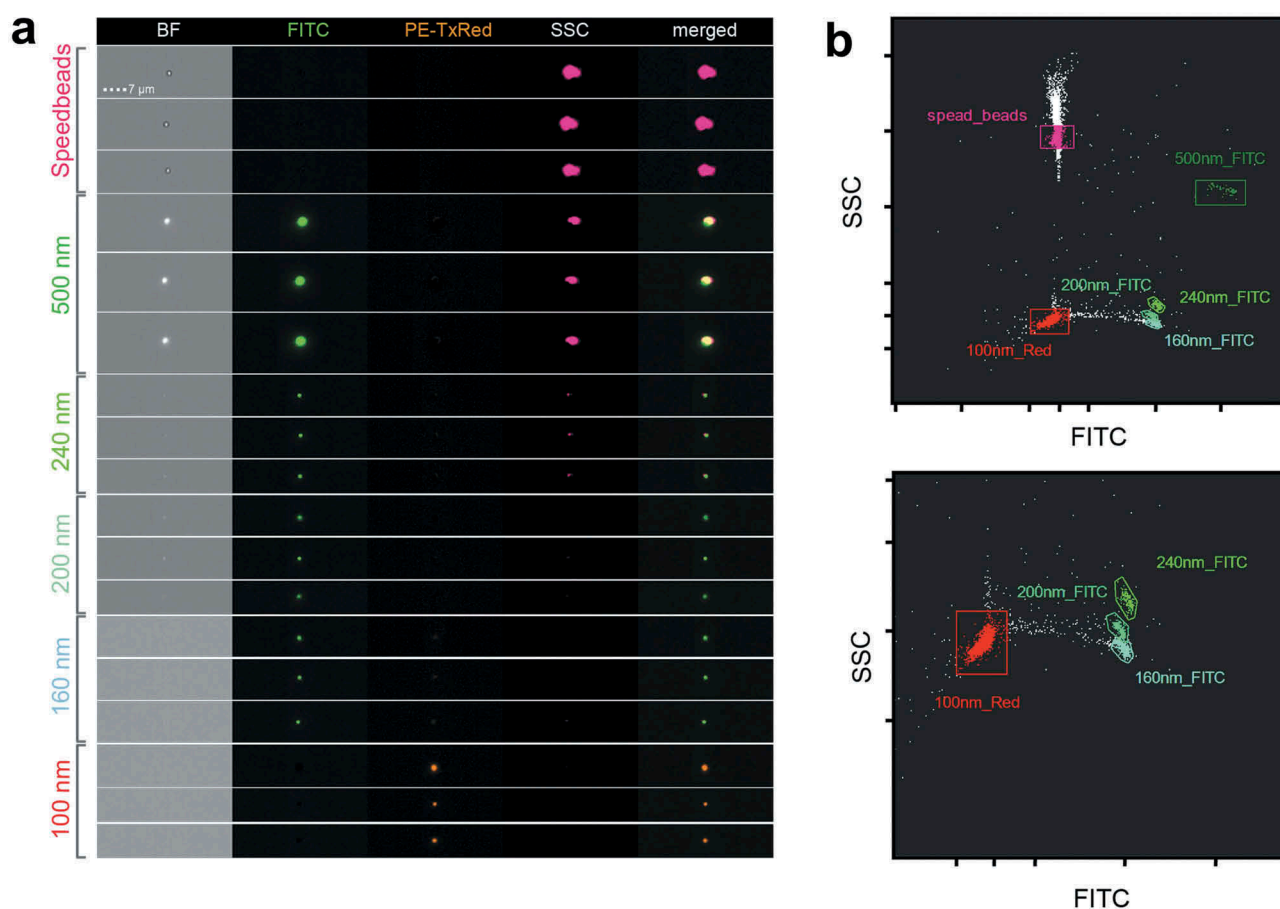 a
BF FITC PE-TxRed SSC merged
Speedbeads
7 µm
500 nm
240 nm
200 nm
160 nm
100 nm
b
SSC
spead_beads
500nm_FITC
200nm_FITC
240nm_FITC
160nm_FITC
100nm_Red
FITC
SSC
240nm_FITC
200nm_FITC
160nm_FITC
100nm_Red
FITC